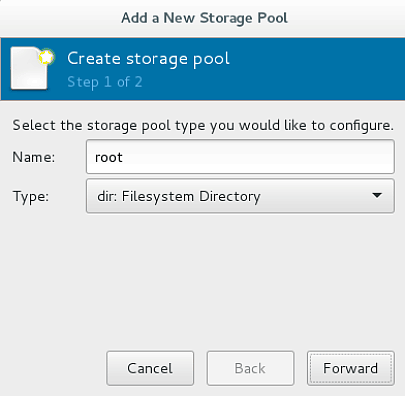 Add a New Storage Pool
Create storage pool
Step 1 of 2
Select the storage pool type you would like to configure.
Name: root
Type: dir: Filesystem Directory
Cancel Back Forward